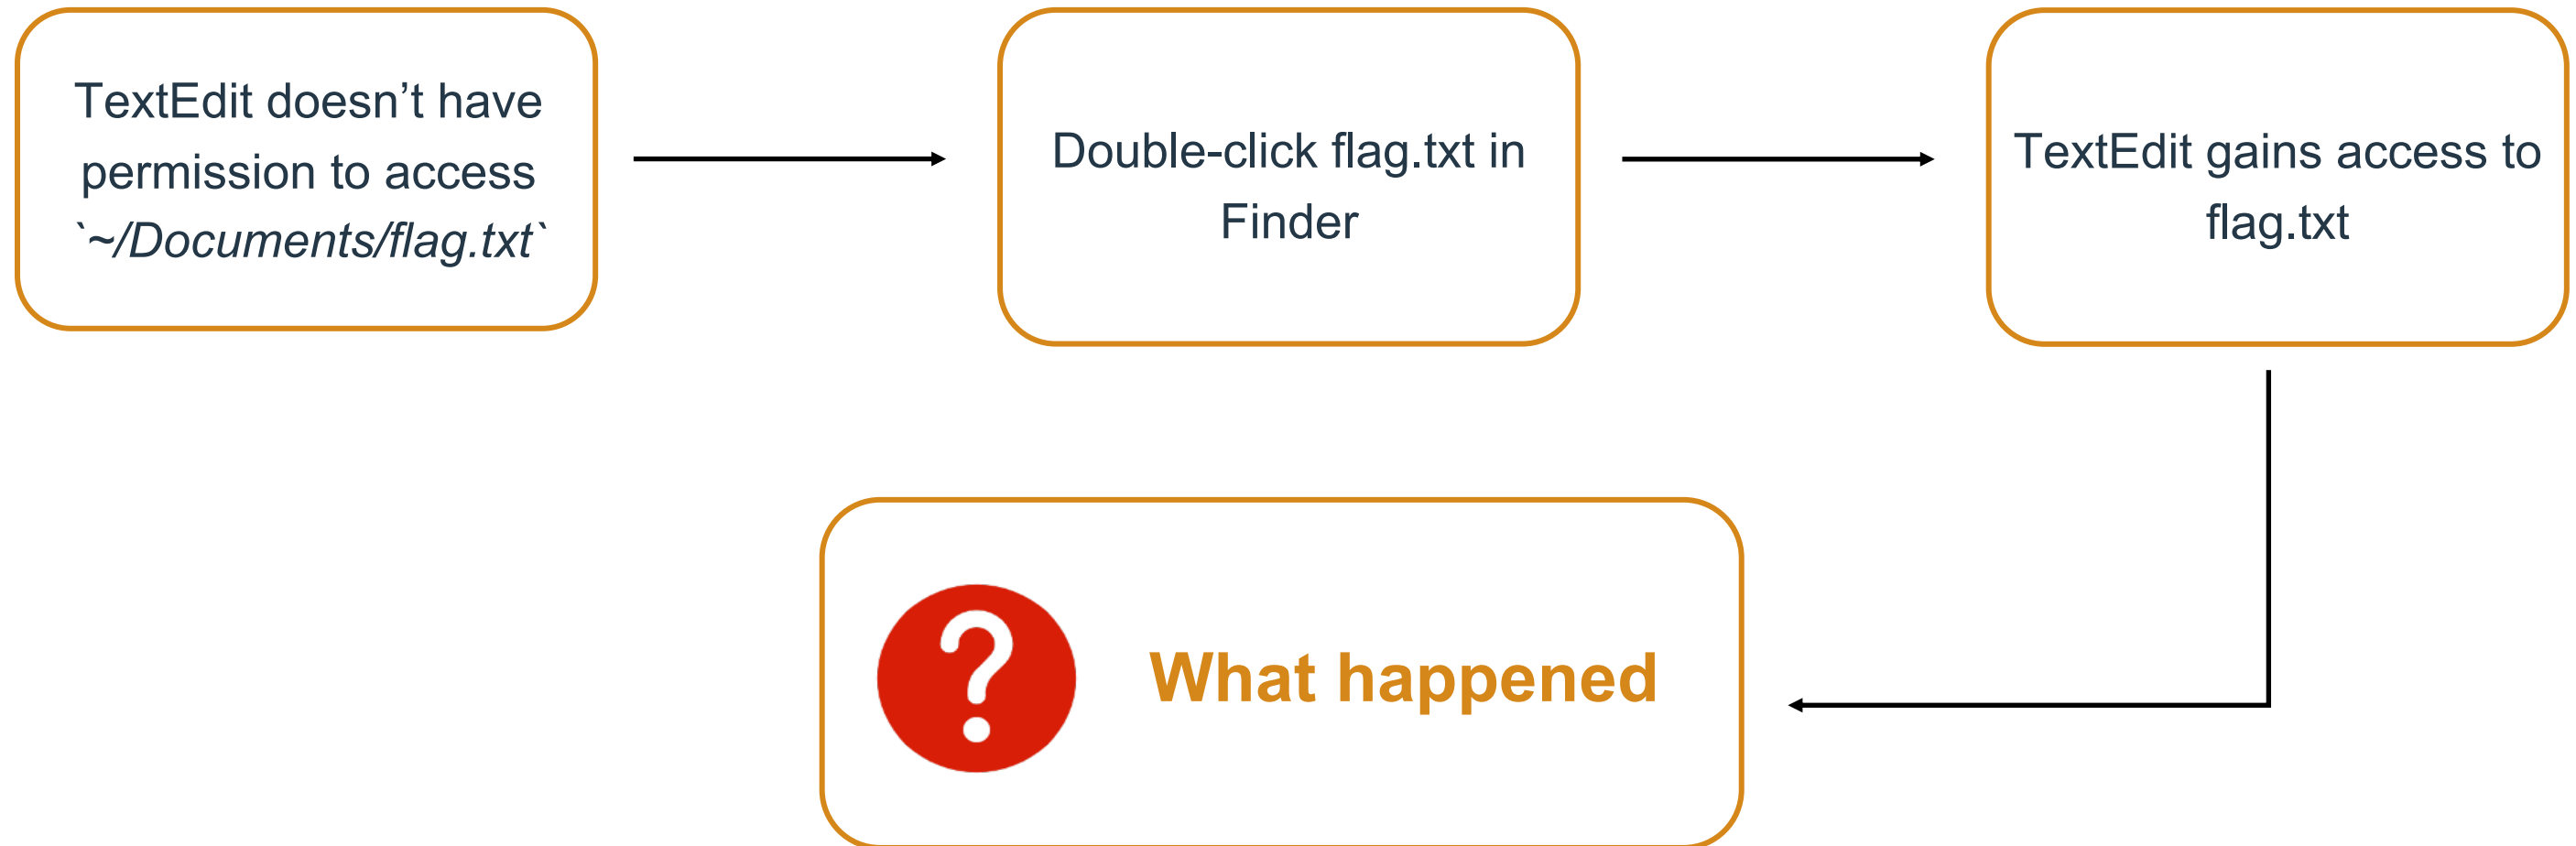 TextEdit doesn’t have
permission to access
`~/Documents/flag.txt`
Double-click flag.txt in
Finder
TextEdit gains access to
flag.txt
?
What happened